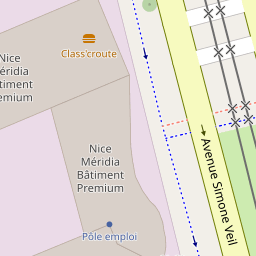 Class'croute
Nice
Méridia
Bâtiment
Premium
Nice
Méridia
Bâtiment
Premium
Pôle emploi
Avenue Simone Veil